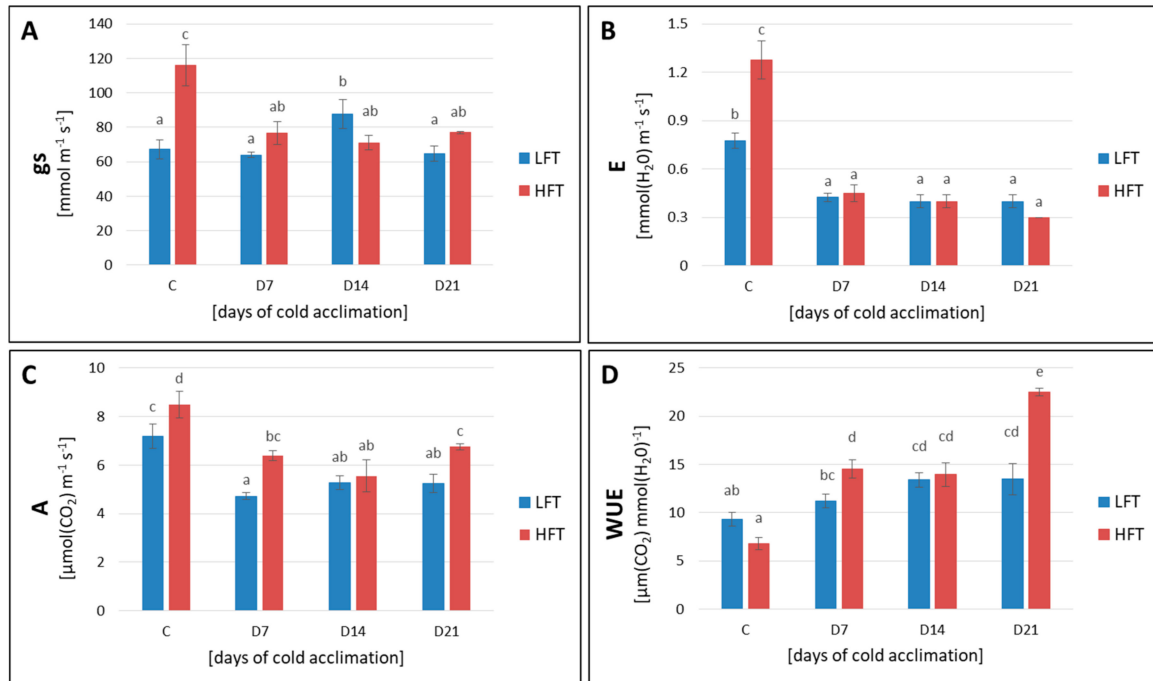 A
gs
[mmol m⁻¹ s⁻¹]
140
120
100
80
60
40
20
0
a
c
a
ab
b
ab
a
ab
C
D7
D14
D21
[days of cold acclimation]
LFT
HFT
B
E
[mmol(H₂0) m⁻¹ s⁻¹]
1.5
1.2
0.9
0.6
0.3
0
b
c
a
a
a
a
a
a
C
D7
D14
D21
[days of cold acclimation]
LFT
HFT
C
A
[µmol(CO₂) m⁻¹ s⁻¹]
10
8
6
4
2
0
c
d
a
bc
ab
ab
ab
c
C
D7
D14
D21
[days of cold acclimation]
LFT
HFT
D
WUE
[µm(CO₂) mmol(H₂0)⁻¹]
25
20
15
10
5
0
ab
a
bc
d
cd
cd
cd
e
C
D7
D14
D21
[days of cold acclimation]
LFT
HFT